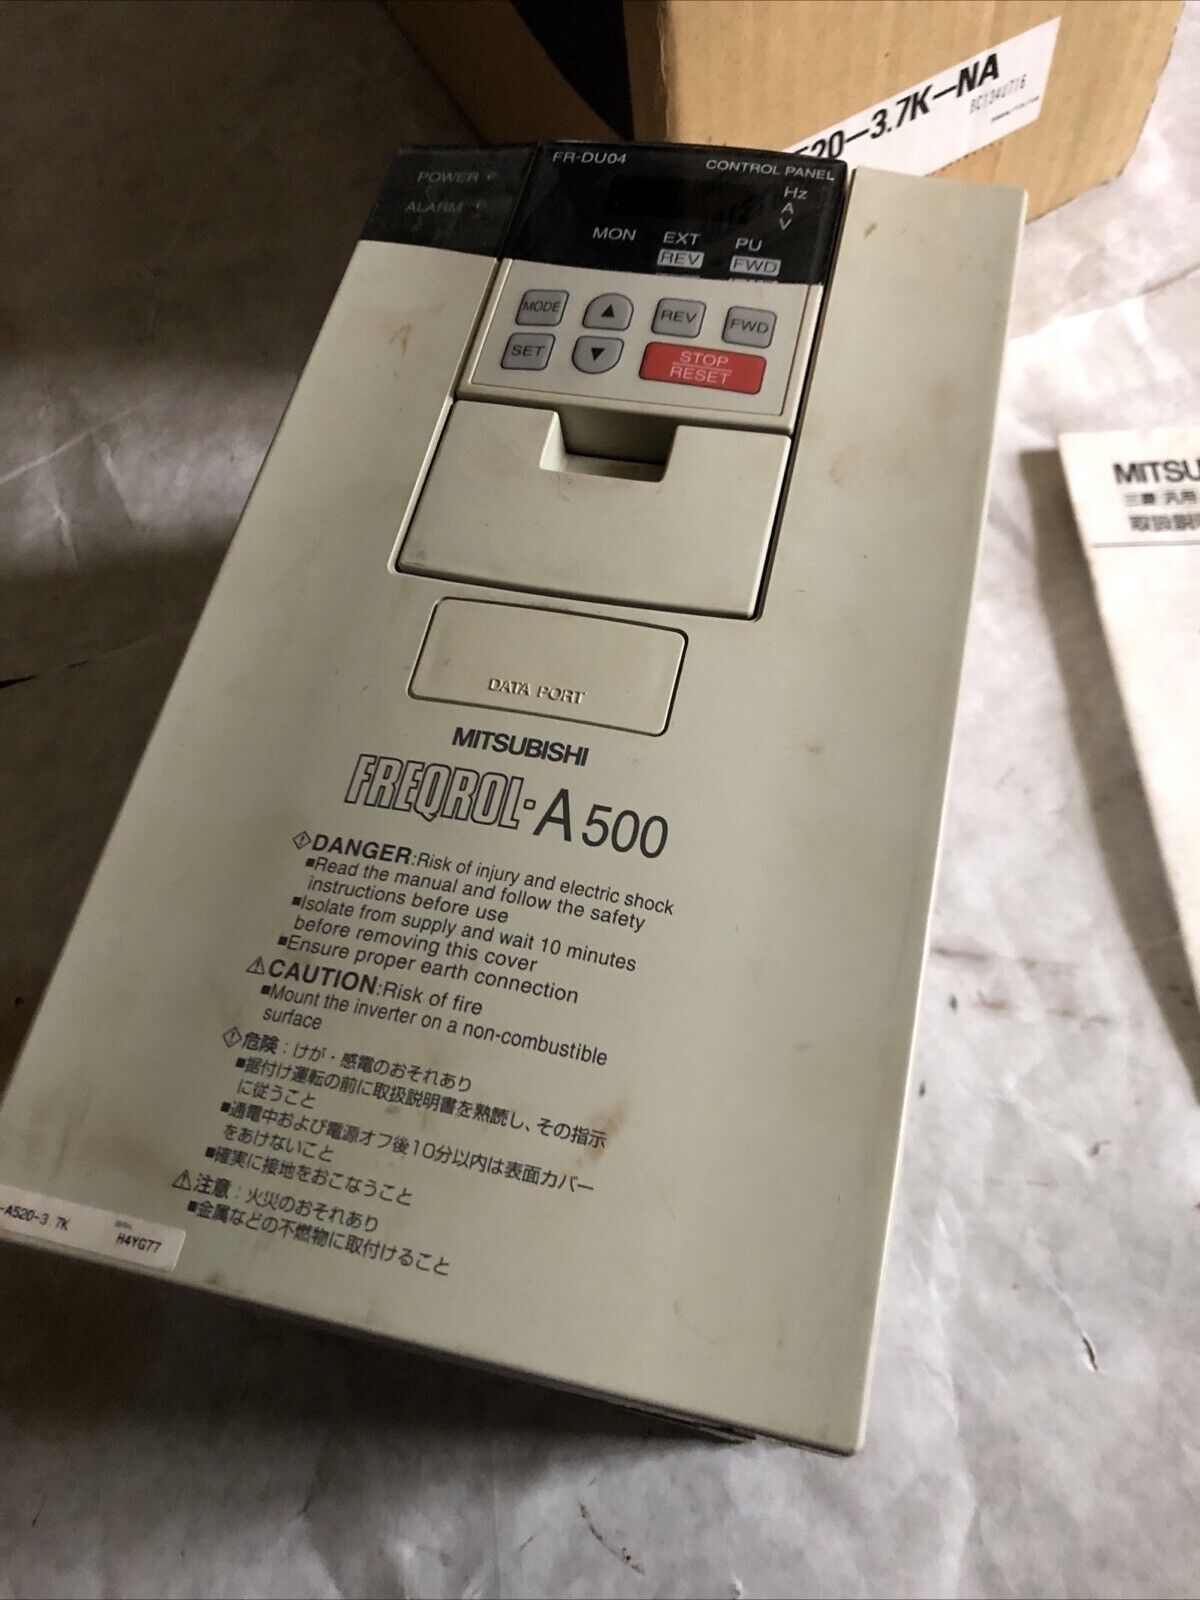 520-3.7K-NA
FR-DU04 CONTROL PANEL
POWER
ALARM
Hz
A
V
MON EXT PU
REV FWD
MODE ▲ REV FWD
SET ▼ STOP
RESET
DATA PORT
MITSUBISHI
FREQROL-A500
DANGER:Risk of injury and electric shock
■Read the manual and follow the safety
instructions before use
■Isolate from supply and wait 10 minutes
before removing this cover
■Ensure proper earth connection
CAUTION:Risk of fire
■Mount the inverter on a non-combustible
surface
危険：けが・感電のおそれあり
■据付け運転の前に取扱説明書を熟読し、その指示
に従うこと
■通電中および電源オフ後10分以内は表面カバー
をあけないこと
■確実に接地をおこなうこと
注意：火災のおそれあり
■金属などの不燃物に取付けること
-A520-3.7K
H4YG77
MITSU
三菱 汎用
取扱説